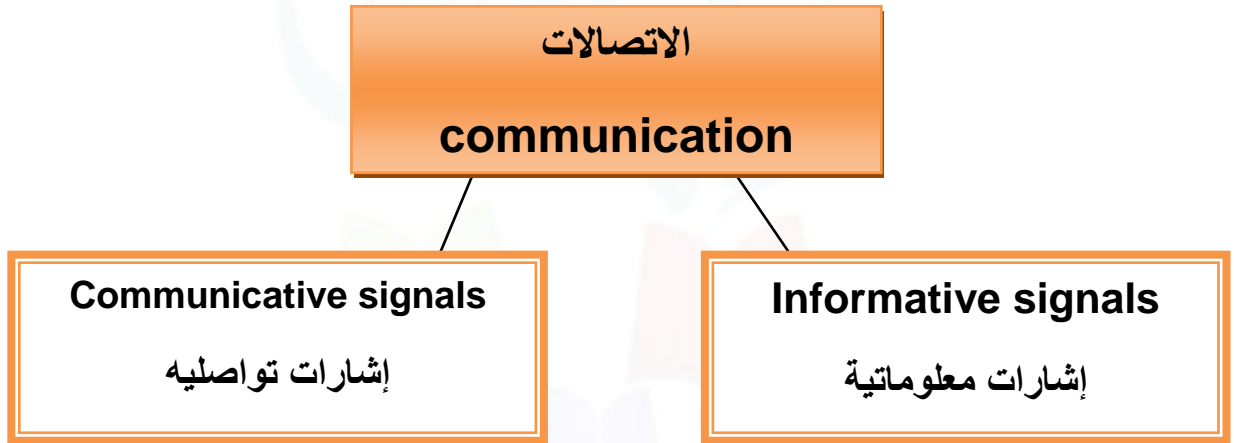 الاتصالات
communication
Communicative signals
إشارات تواصليه
Informative signals
إشارات معلوماتية